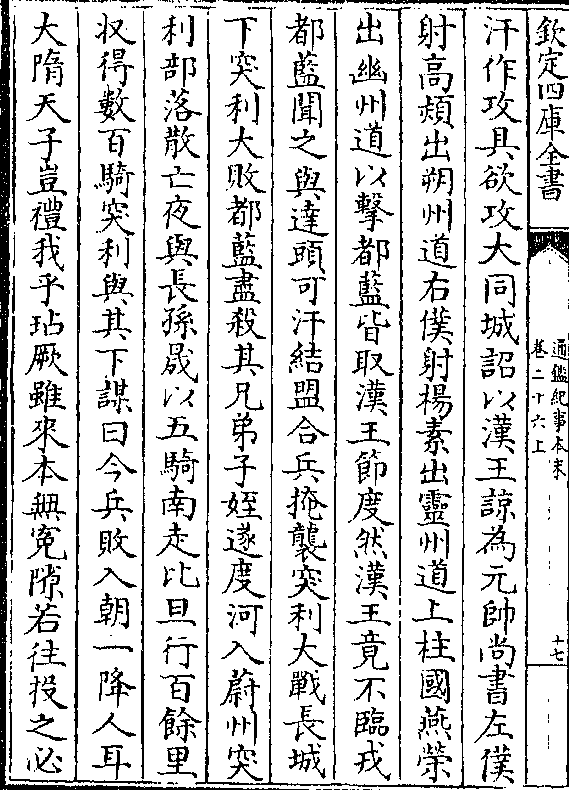 欽定四庫全書
通鑑紀事本末
卷二十六上
十七
汗作攻具欲攻大同城詔以漢王諒為元帥尚書左僕
射高熲出朔州道右僕射楊素出靈州道上柱國燕榮
出幽州道以擊都藍皆取漢王節度然漢王竟不臨戎
都藍聞之與達頭可汗結盟合兵掩襲突利大戰長城
下突利大敗都藍盡殺其兄弟子姪遂度河入蔚州突
利部落散亡夜與長孫晟以五騎南走比旦行百餘里
収得數百騎突利與其下謀曰今兵敗入朝一降人耳
大隋天子豈禮我乎玷厥雖來本無寃隙若往投之必